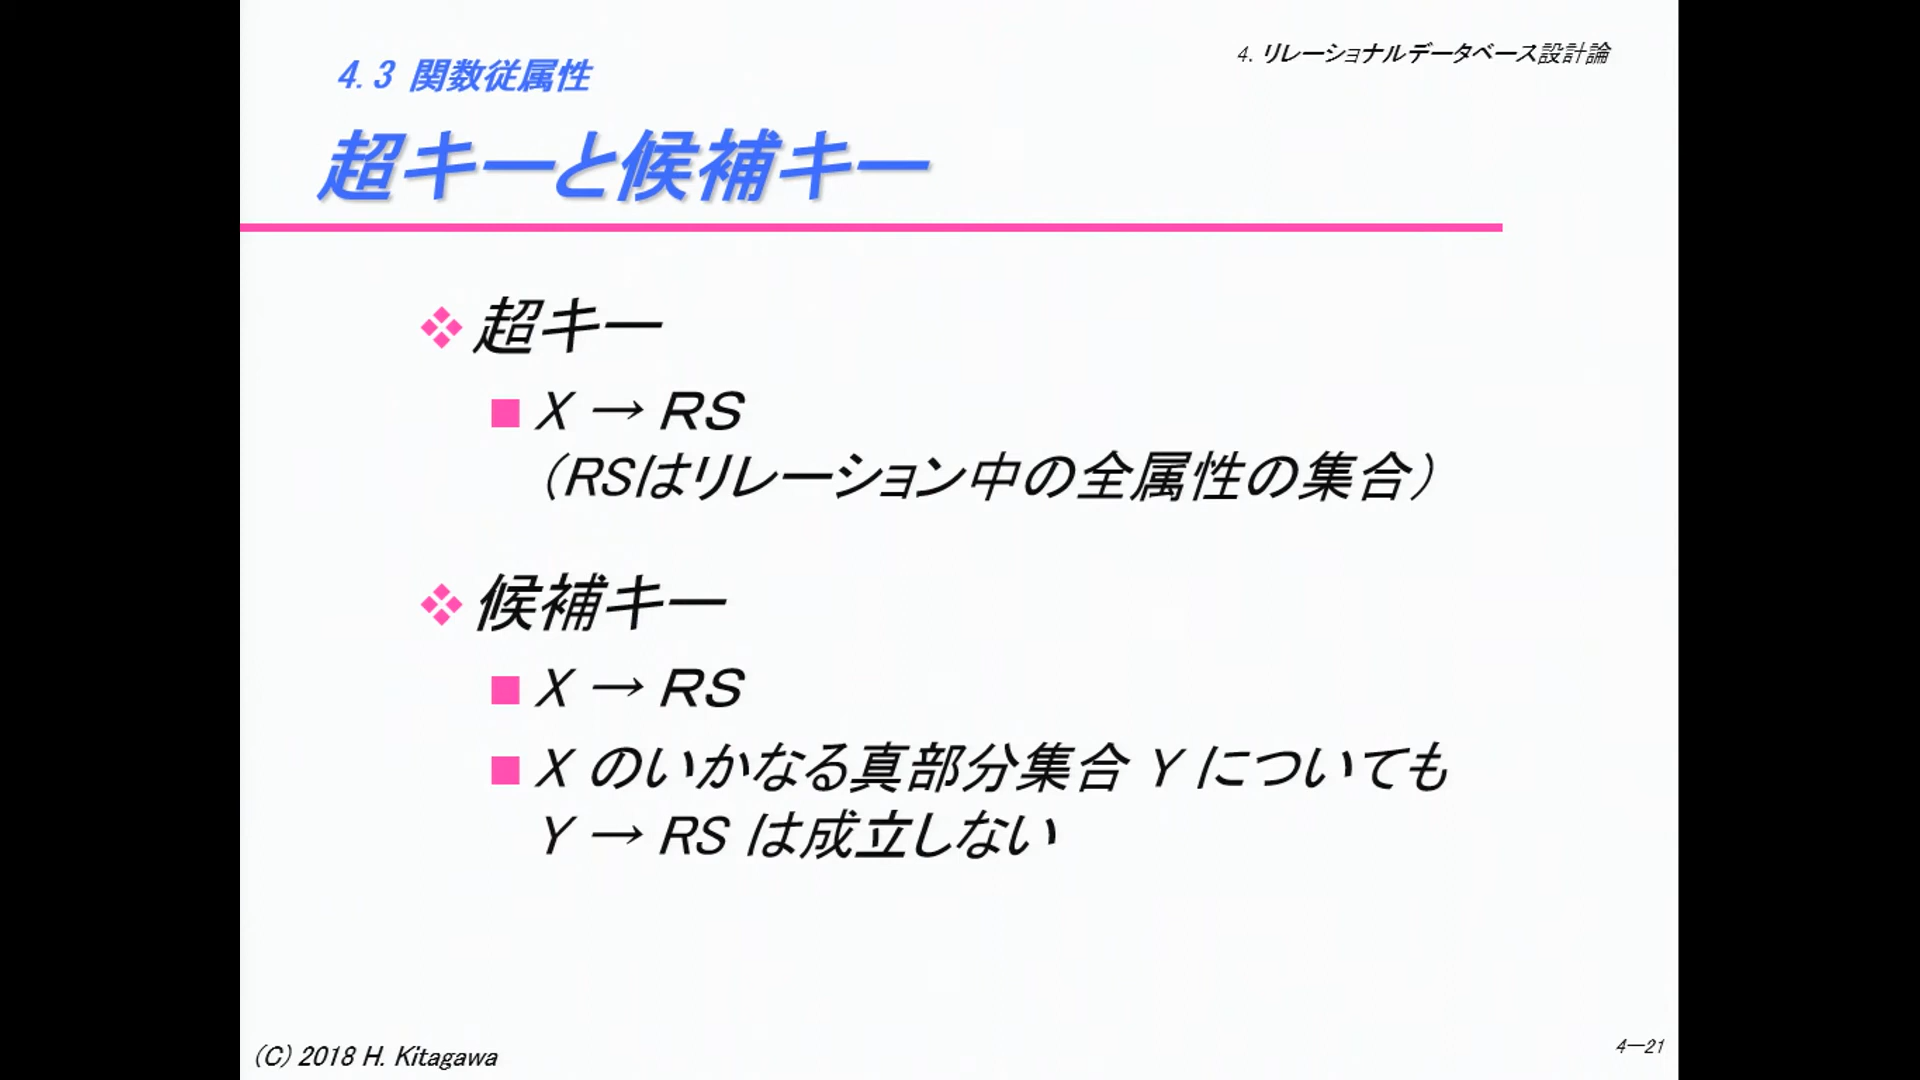 4. リレーショナルデータベース設計論
4.3 関数従属性
超キーと候補キー
超キー
X → RS
（RSはリレーション中の全属性の集合）
候補キー
X → RS
X のいかなる真部分集合 Y についても
Y → RS は成立しない
(C) 2018 H. Kitagawa
4―21